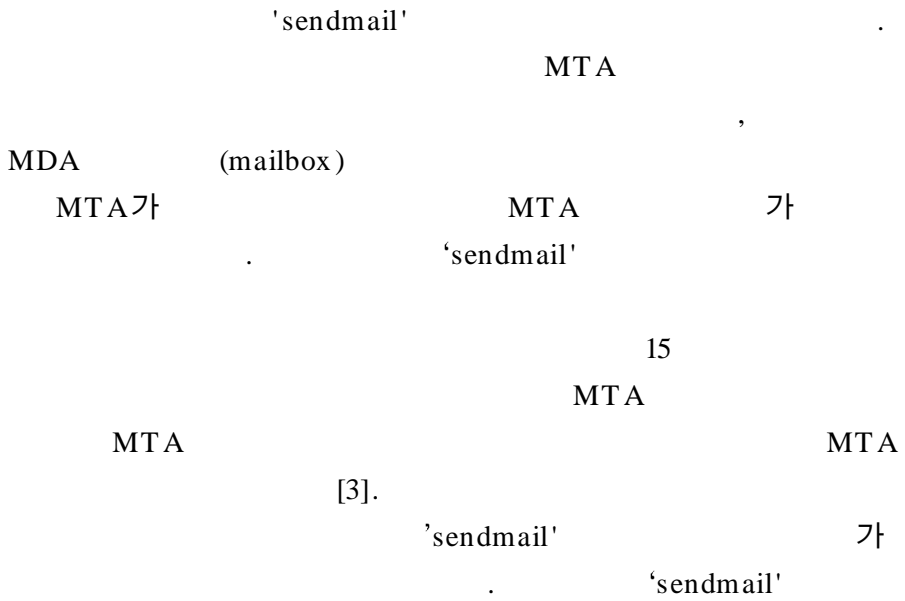 'sendmail' .
MTA
,
MDA (mailbox)
MTA가 MTA 가
. ‘sendmail'
15
MTA
MTA MTA
[3].
’sendmail' 가
. ‘sendmail'